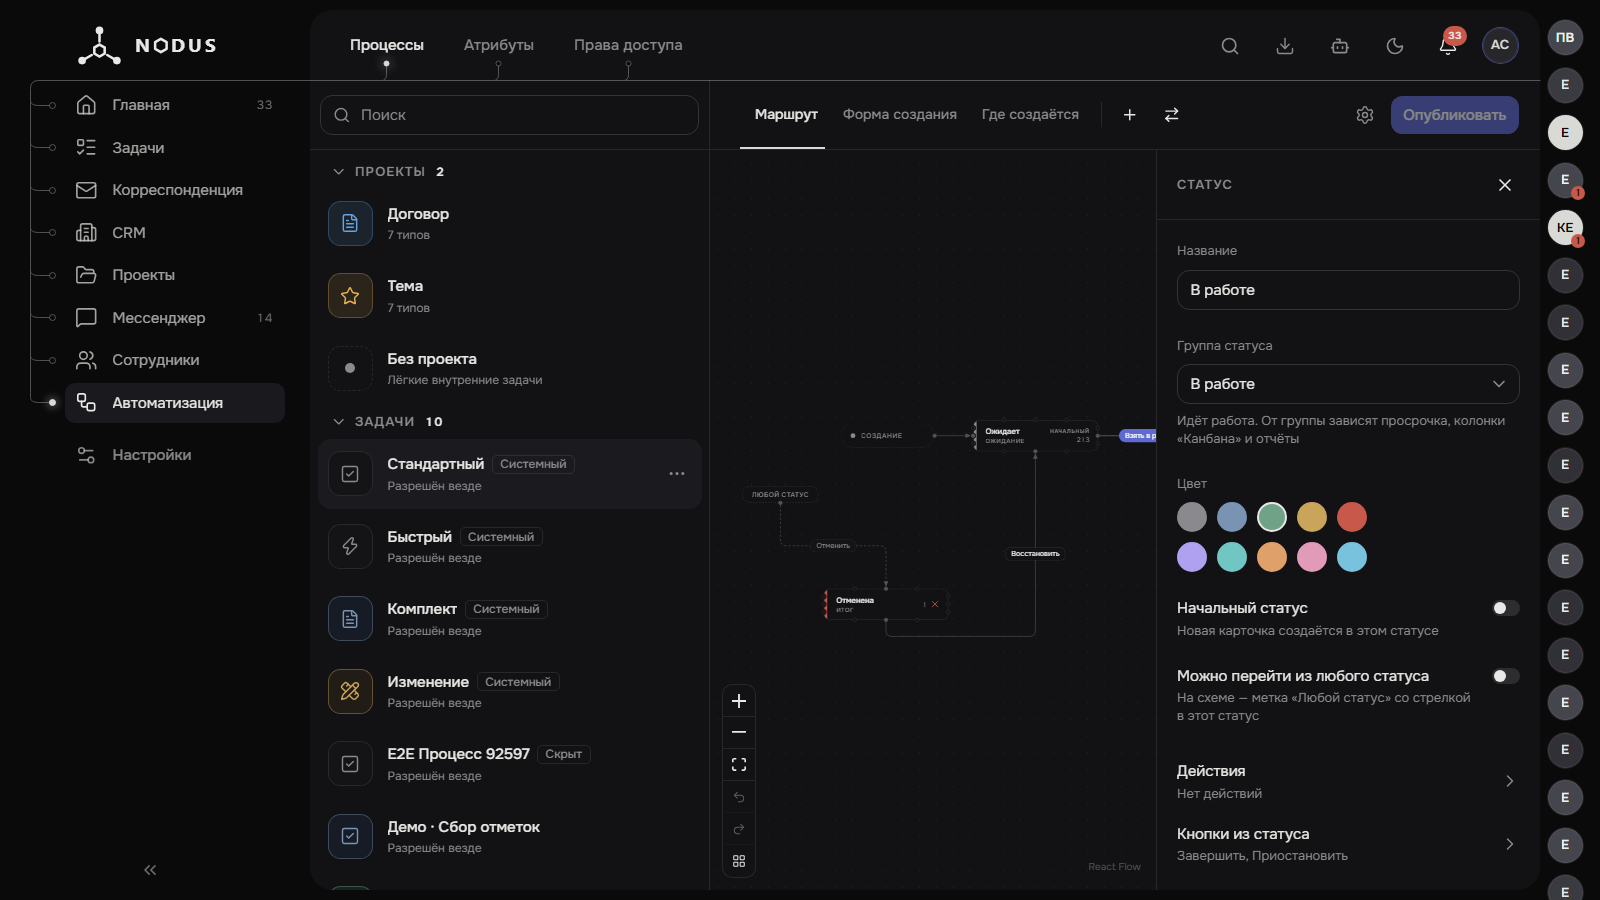 NODUS
Процессы
Атрибуты
Права доступа
33
АС
Главная
33
Задачи
Корреспонденция
CRM
Проекты
Мессенджер
14
Сотрудники
Автоматизация
Настройки
Поиск
ПРОЕКТЫ 2
Договор
7 типов
Тема
7 типов
Без проекта
Лёгкие внутренние задачи
ЗАДАЧИ 10
Стандартный Системный
Разрешён везде
Быстрый Системный
Разрешён везде
Комплект Системный
Разрешён везде
Изменение Системный
Разрешён везде
E2E Процесс 92597 Скрыт
Разрешён везде
Демо · Сбор отметок
Разрешён везде
Маршрут
Форма создания
Где создаётся
Опубликовать
СОЗДАНИЕ
Ожидает
ОЖИДАНИЕ
НАЧАЛЬНЫЙ
213
Взять в р
ЛЮБОЙ СТАТУС
Отменить
Восстановить
Отменена
ИТОГ
1
React Flow
СТАТУС
Название
В работе
Группа статуса
В работе
Идёт работа. От группы зависят просрочка, колонки
«Канбана» и отчёты
Цвет
Начальный статус
Новая карточка создаётся в этом статусе
Можно перейти из любого статуса
На схеме — метка «Любой статус» со стрелкой
в этот статус
Действия
Нет действий
Кнопки из статуса
Завершить, Приостановить
ПВ
Е
Е
Е
1
КЕ
1
Е
Е
Е
Е
Е
Е
Е
Е
Е
Е
Е
Е
Е
Е